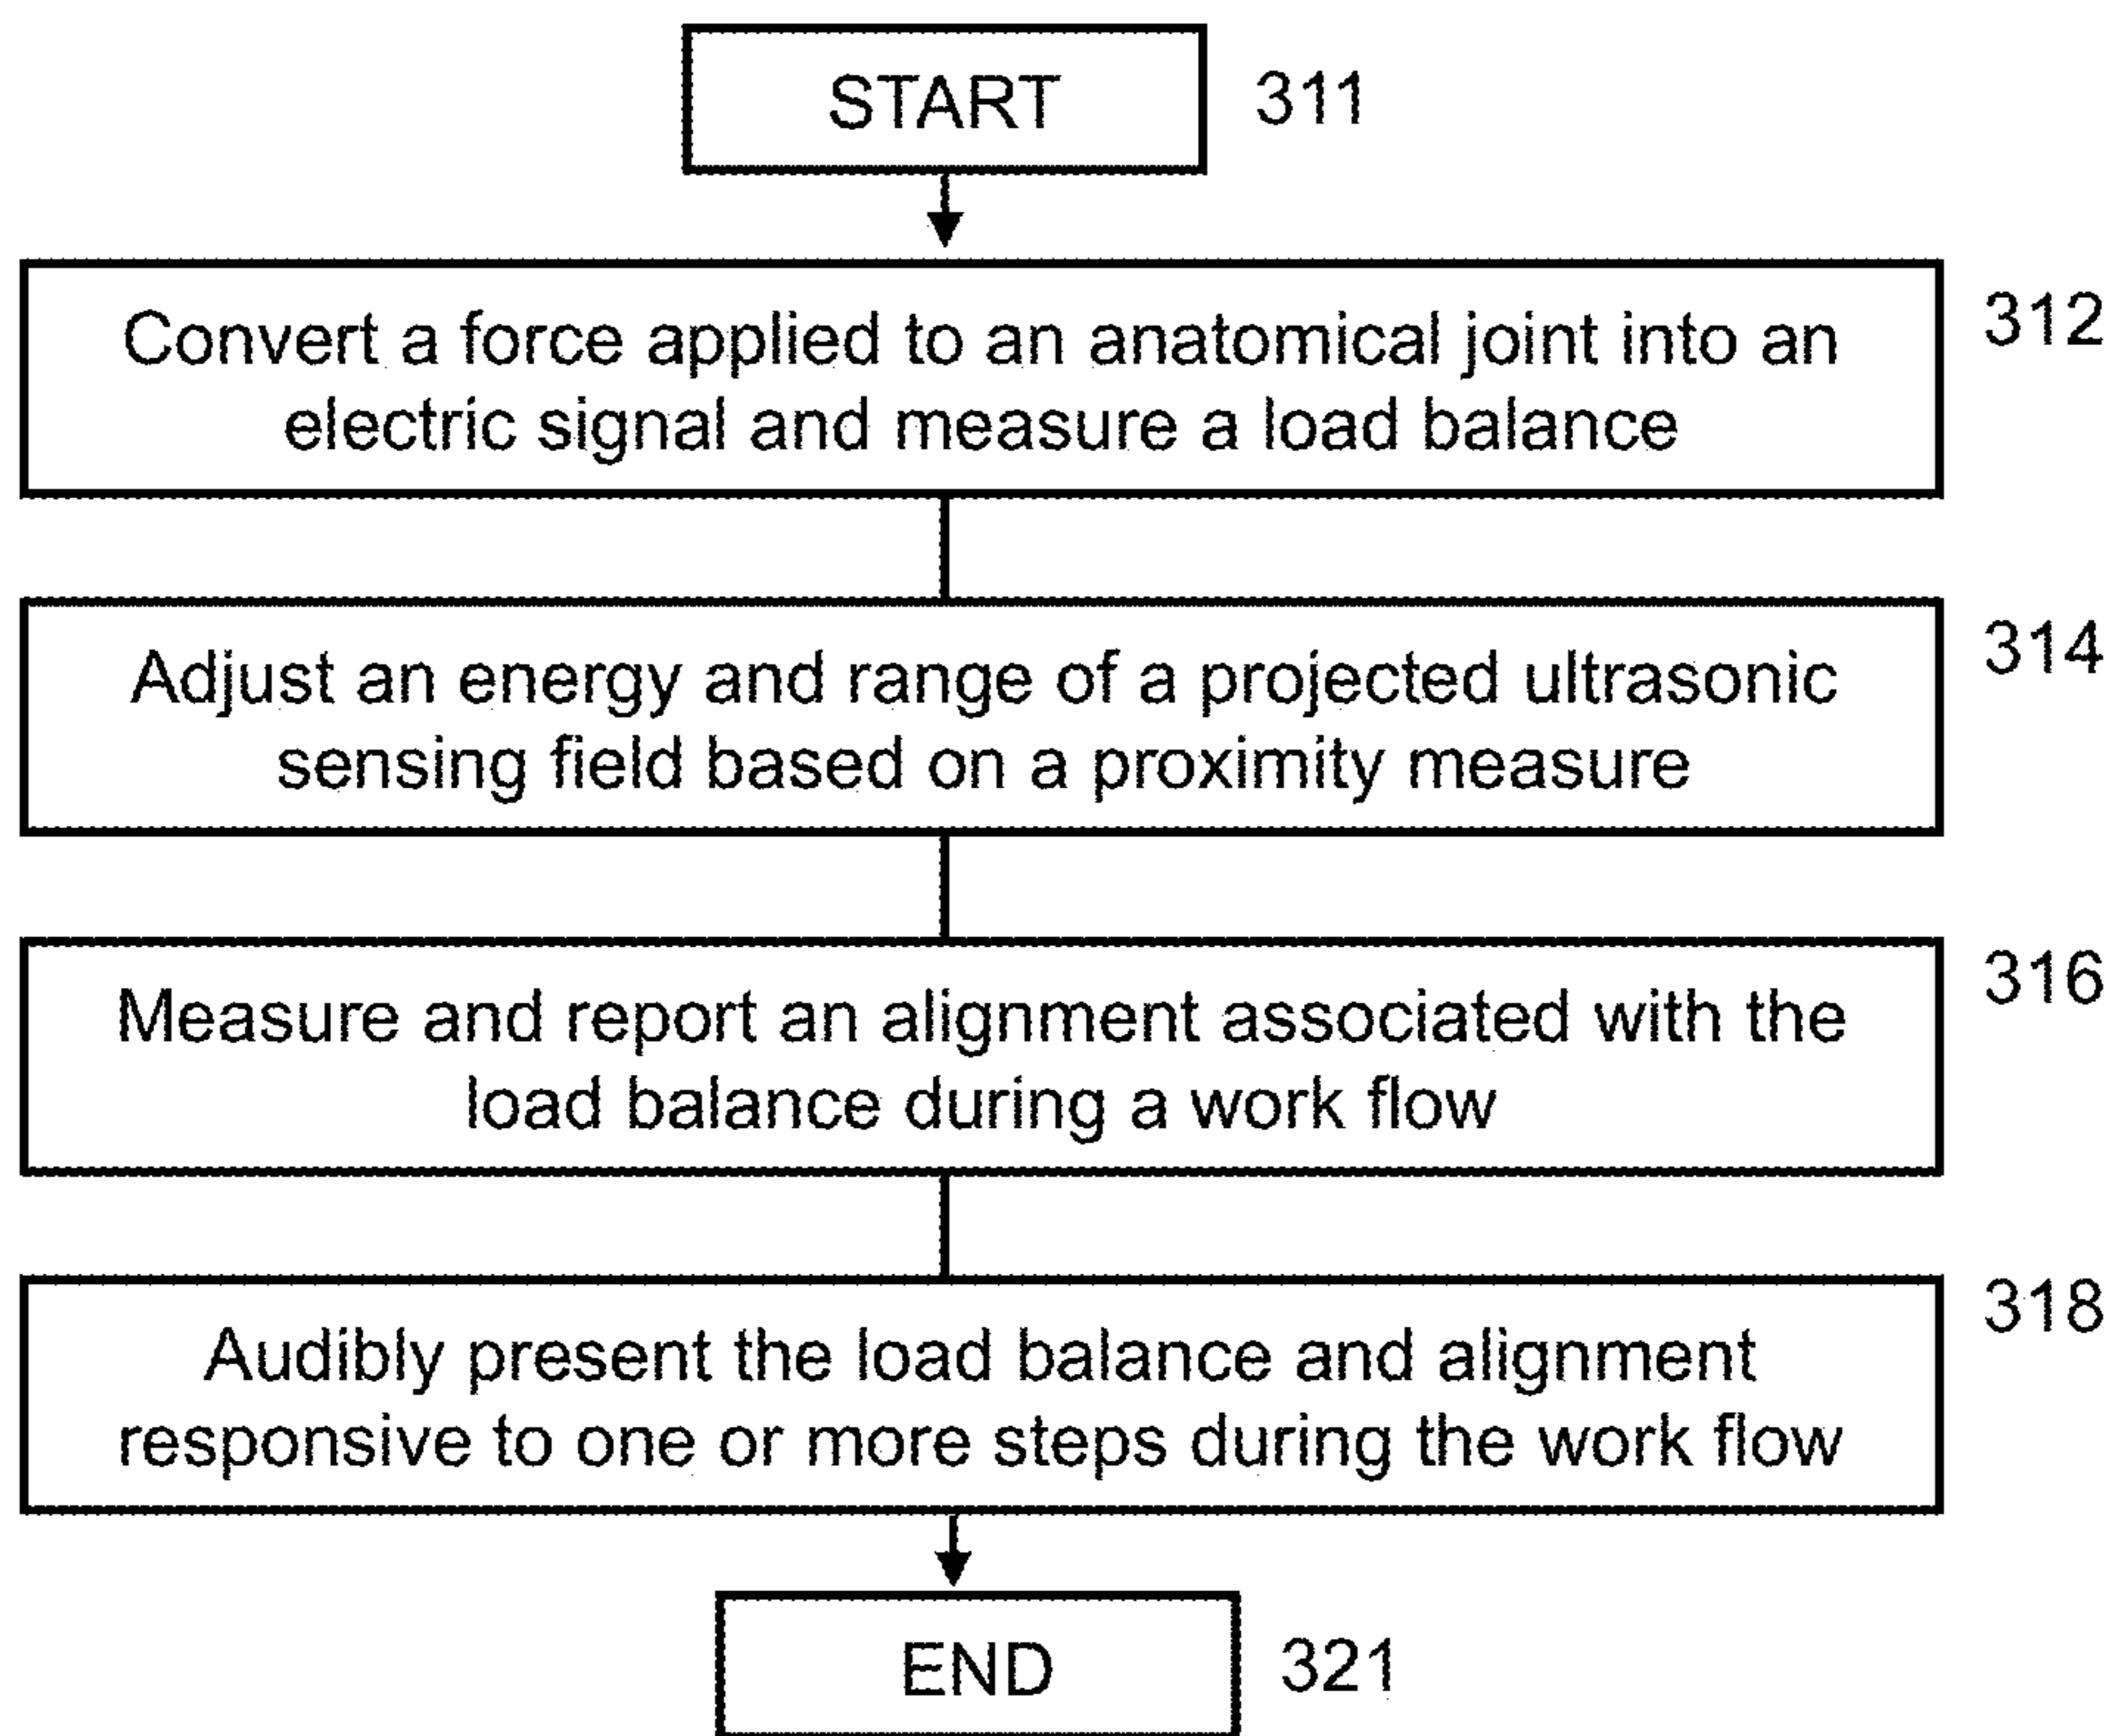 START 311
Convert a force applied to an anatomical joint into an 312
electric signal and measure a load balance
Adjust an energy and range of a projected ultrasonic 314
sensing field based on a proximity measure
Measure and report an alignment associated with the 316
load balance during a work flow
Audibly present the load balance and alignment 318
responsive to one or more steps during the work flow
END 321